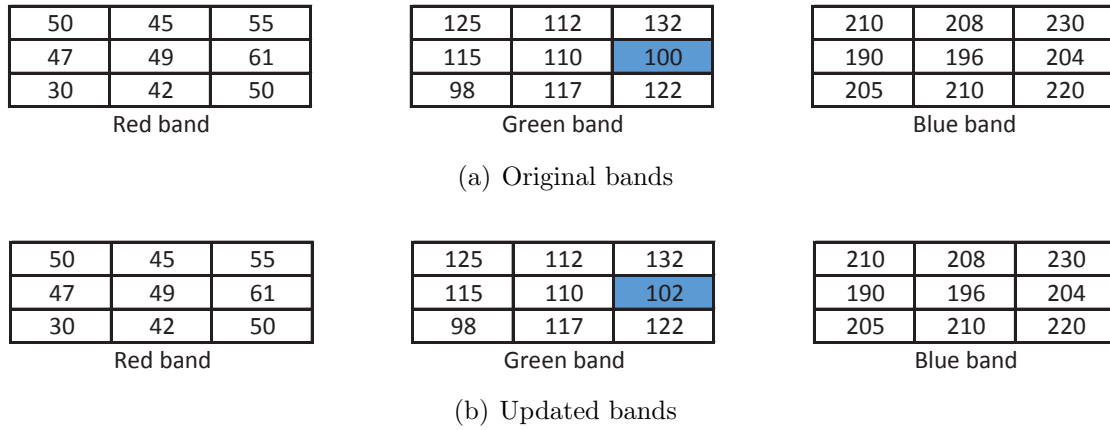 50 45 55 125 112 132 210 208 230
47 49 61 115 110 100 190 196 204
30 42 50 98 117 122 205 210 220
Red band Green band Blue band
(a) Original bands
50 45 55 125 112 132 210 208 230
47 49 61 115 110 102 190 196 204
30 42 50 98 117 122 205 210 220
Red band Green band Blue band
(b) Updated bands